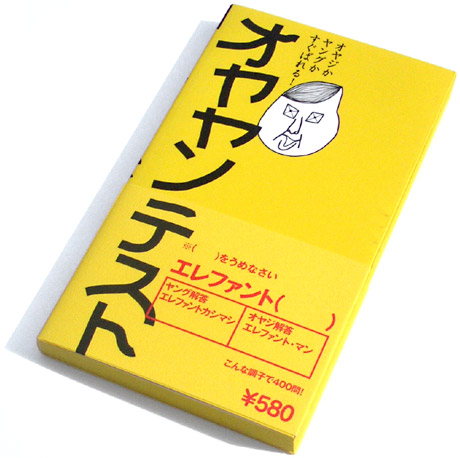 オヤジか
ヤングか
すぐばれる!
オヤヤンテスト
※(　　)をうめなさい
エレファント(　　)
ヤング解答
エレファントカシマシ
オヤジ解答
エレファント・マン
こんな調子で400問!
¥580